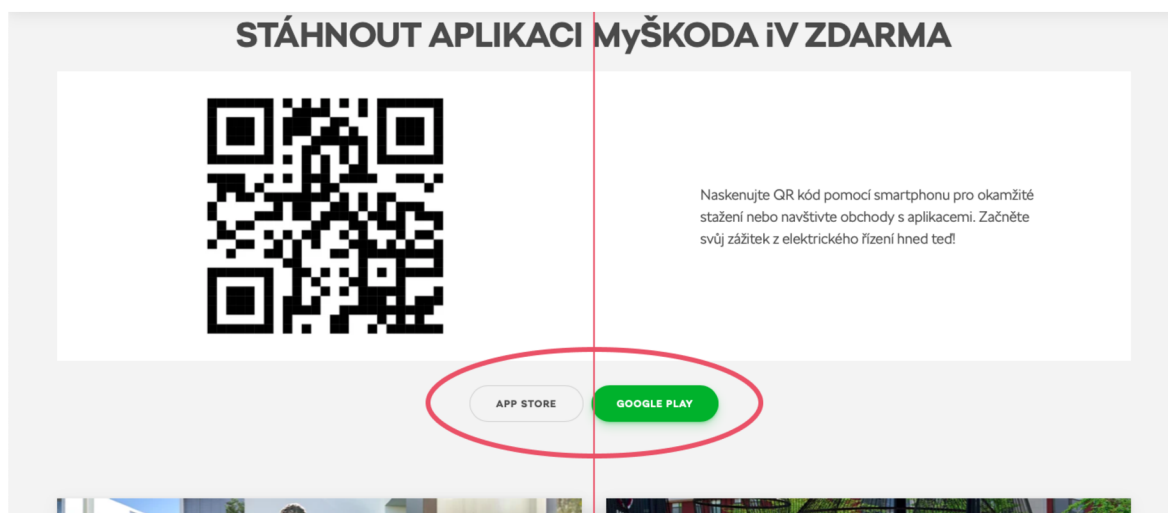 STÁHNOUT APLIKACI MyŠKODA iV ZDARMA
Naskenujte QR kód pomocí smartphonu pro okamžité
stažení nebo navštivte obchody s aplikacemi. Začněte
svůj zážitek z elektrického řízení hned teď!
APP STORE
GOOGLE PLAY